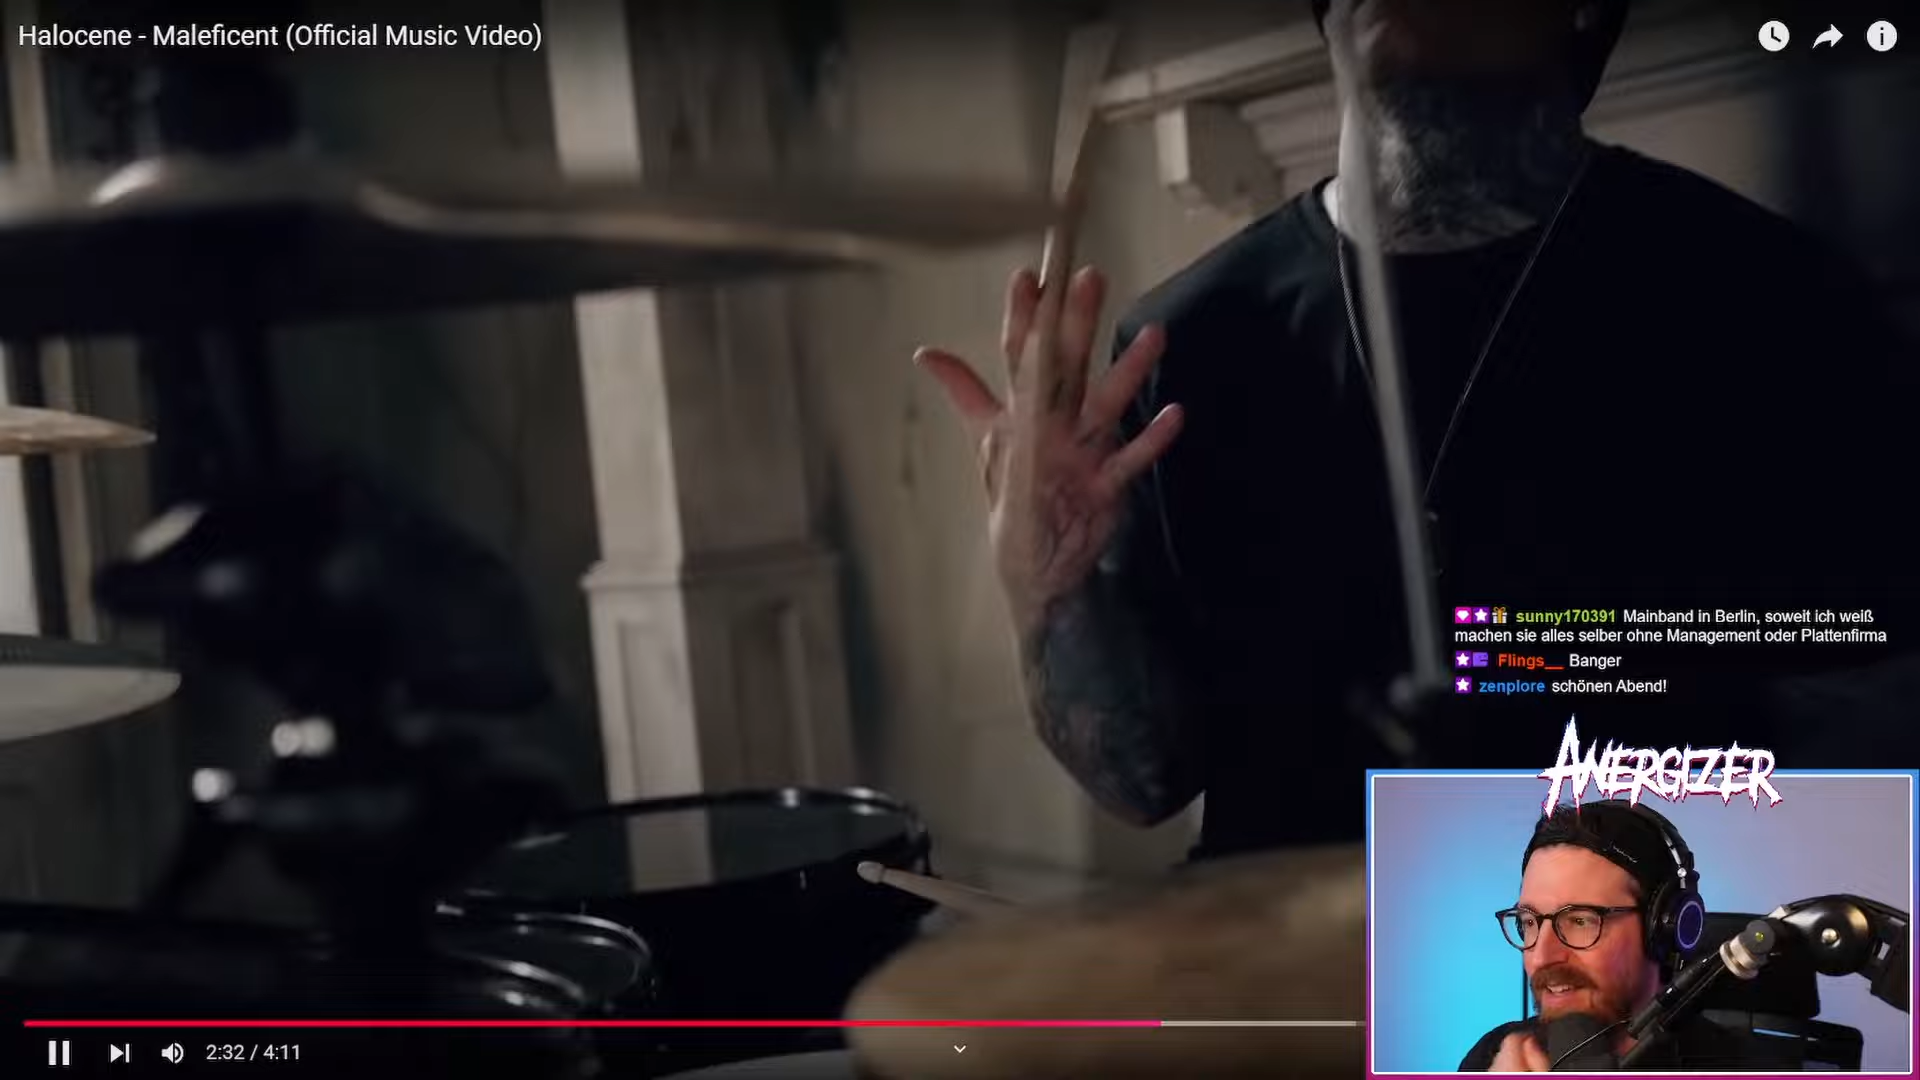 Halocene - Maleficent (Official Music Video)
sunny170391 Mainband in Berlin, soweit ich weiß
machen sie alles selber ohne Management oder Plattenfirma
Flings__ Banger
zenplore schönen Abend!
ANERGIZER
2:32 / 4:11